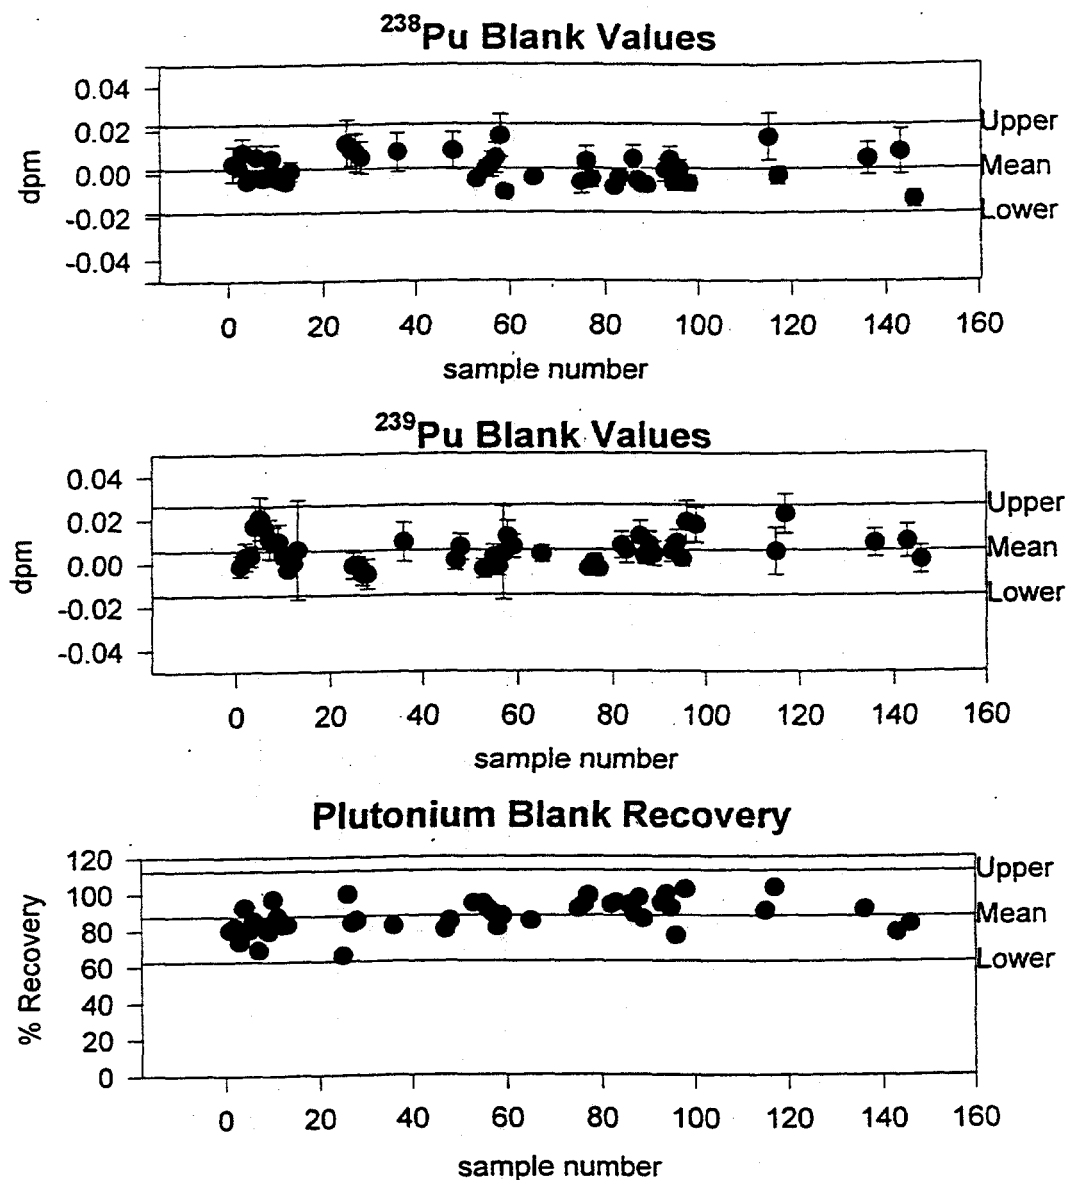 ²³⁸Pu Blank Values
0.04
0.02
0.00
-0.02
-0.04
dpm
Upper
Mean
Lower
0 20 40 60 80 100 120 140 160
sample number
²³⁹Pu Blank Values
0.04
0.02
0.00
-0.02
-0.04
dpm
Upper
Mean
Lower
0 20 40 60 80 100 120 140 160
sample number
Plutonium Blank Recovery
120
100
80
60
40
20
0
% Recovery
Upper
Mean
Lower
0 20 40 60 80 100 120 140 160
sample number